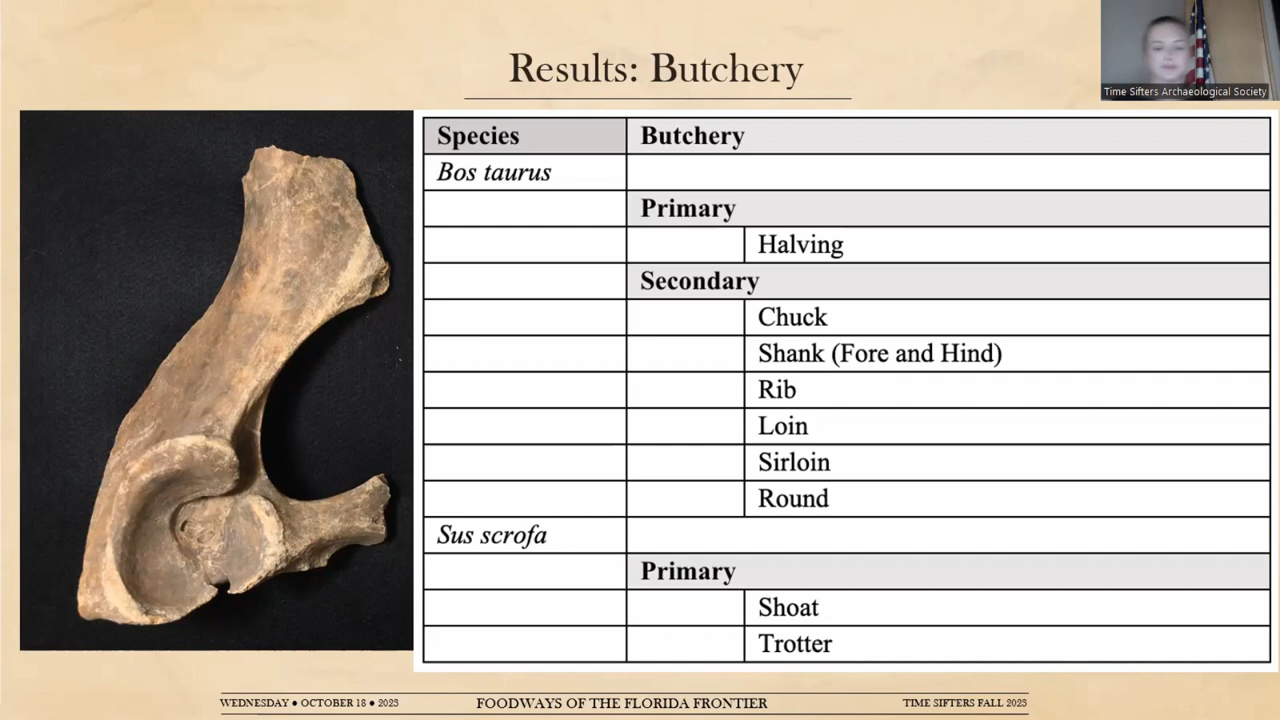 Results: Butchery
Time Sifters Archaeological Society
Species Butchery
Bos taurus
Primary
Halving
Secondary
Chuck
Shank (Fore and Hind)
Rib
Loin
Sirloin
Round
Sus scrofa
Primary
Shoat
Trotter
WEDNESDAY • OCTOBER 18 • 2023 FOODWAYS OF THE FLORIDA FRONTIER TIME SIFTERS FALL 2023